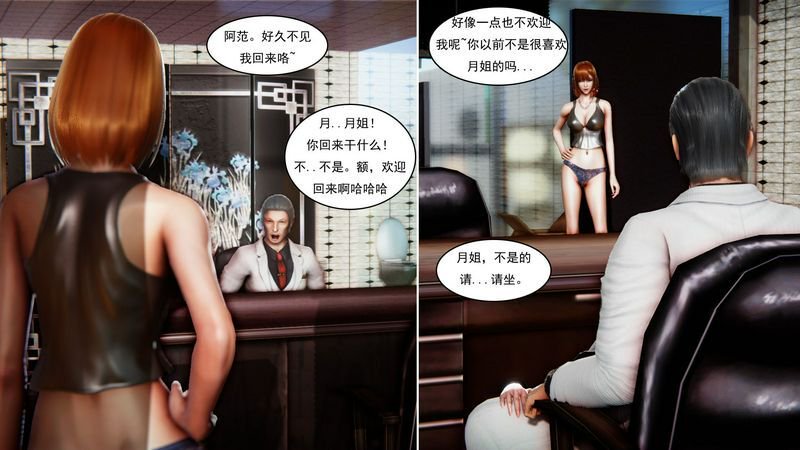 阿范。好久不见
我回来咯~
月..月姐！
你回来干什么！
不..不是。额，欢迎
回来啊哈哈哈
好像一点也不欢迎
我呢~你以前不是很喜欢
月姐的吗...
月姐，不是的
请...请坐。